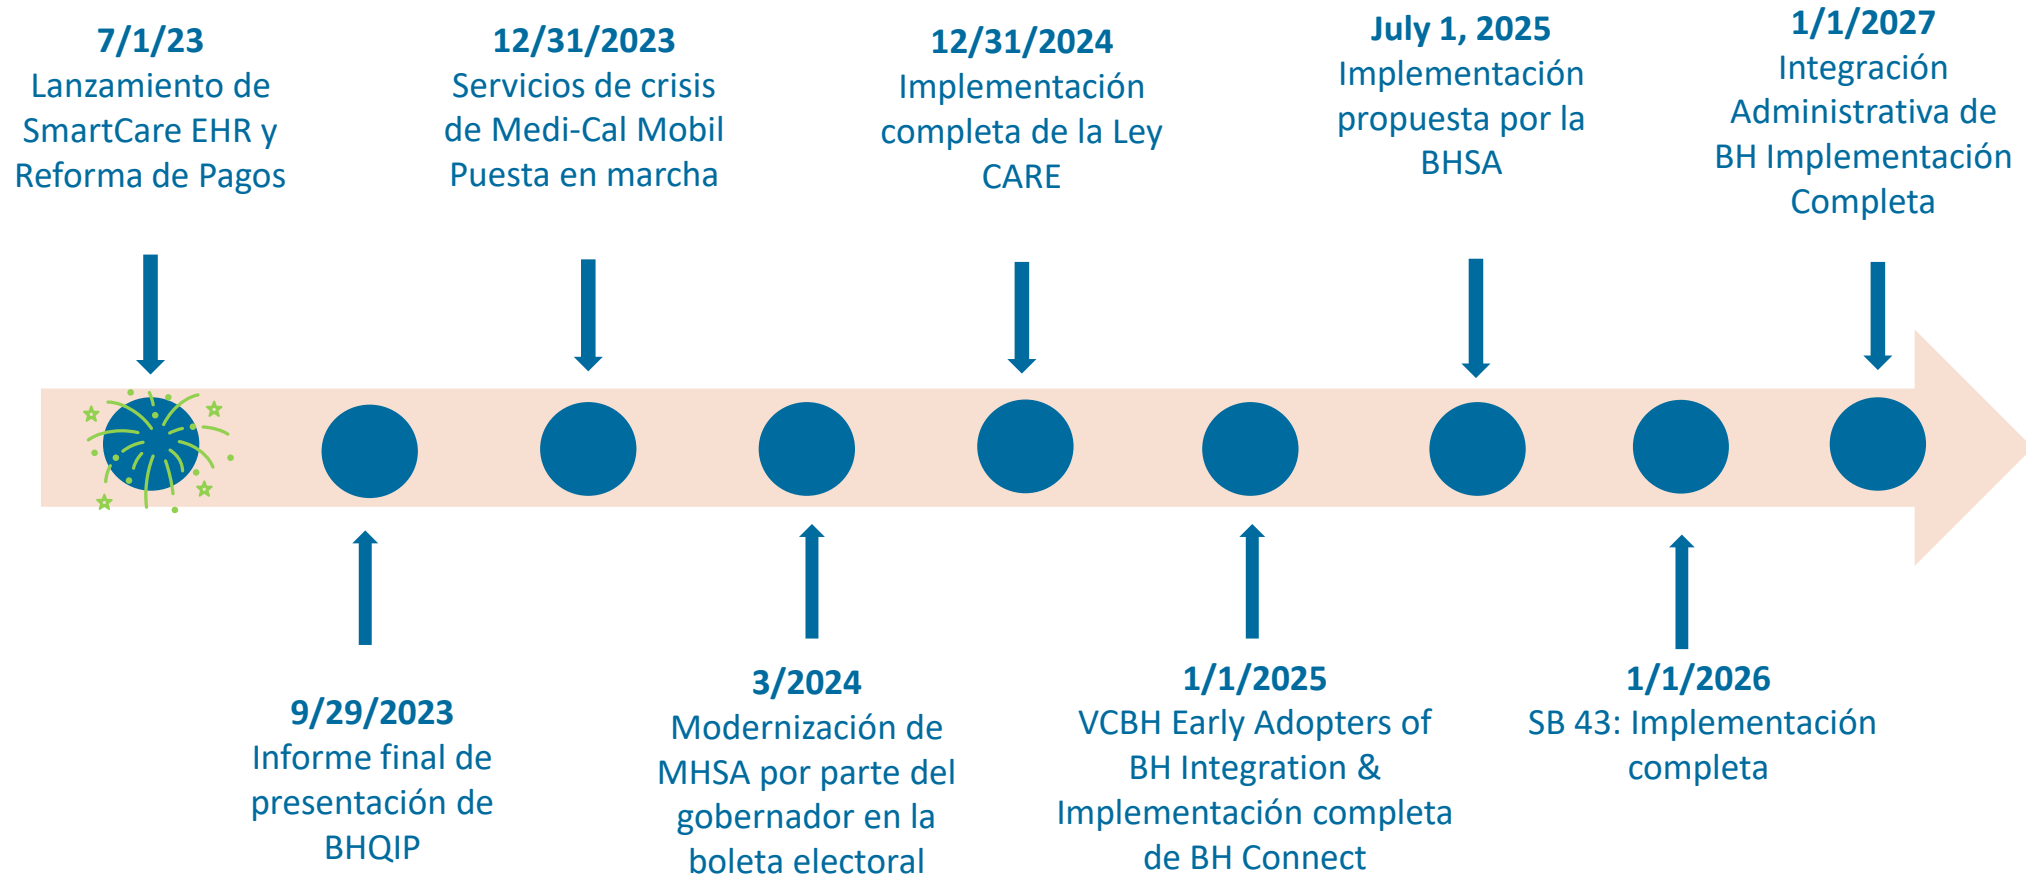 7/1/23
Lanzamiento de
SmartCare EHR y
Reforma de Pagos
12/31/2023
Servicios de crisis
de Medi-Cal Mobil
Puesta en marcha
12/31/2024
Implementación
completa de la Ley
CARE
July 1, 2025
Implementación
propuesta por la
BHSA
1/1/2027
Integración
Administrativa de
BH Implementación
Completa
9/29/2023
Informe final de
presentación de
BHQIP
3/2024
Modernización de
MHSA por parte del
gobernador en la
boleta electoral
1/1/2025
VCBH Early Adopters of
BH Integration &
Implementación completa
de BH Connect
1/1/2026
SB 43: Implementación
completa